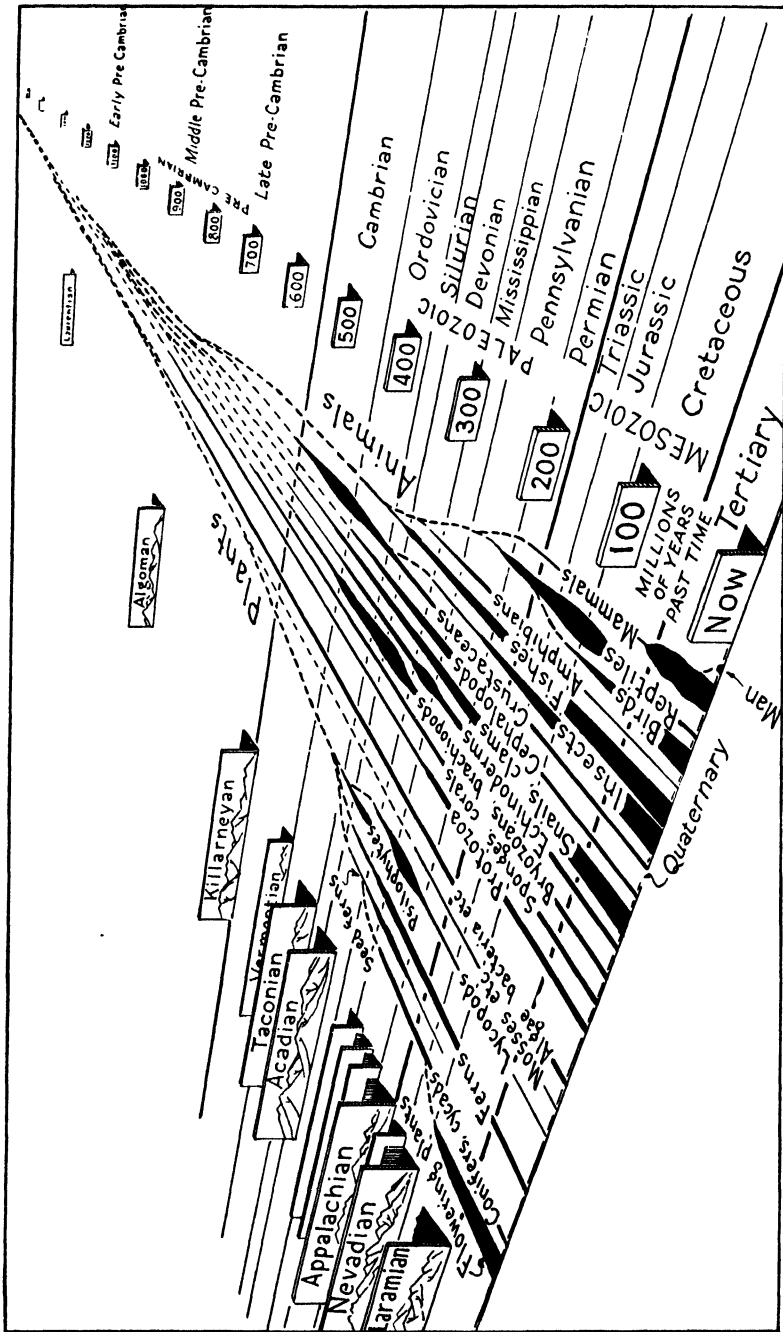 Early Pre Cambrian
Middle Pre-Cambrian
Late Pre-Cambrian
PRE CAMBRIAN
1000
900
800
700
600
500
400
300
200
100
MILLIONS
OF YEARS
PAST TIME
Now
Cambrian
Ordovician
Silurian
Devonian
Mississippian
Pennsylvanian
Permian
PALEOZOIC
Triassic
Jurassic
Cretaceous
MESOZOIC
Tertiary
Quaternary
Laurentian
Algoman
Killarneyan
Vermontian
Taconian
Acadian
Appalachian
Nevadian
Laramian
Animals
Mammals
Reptiles
Birds
Man
Amphibians
Fishes
Insects
Crustaceans
Cephalopods
Snails, clams
Echinoderms
Bryozoans, brachiopods
Sponges, corals
Protozoa
Plants
Algae bacteria etc
Mosses etc
Lycopods
Psilophytes
Ferns
Seed Ferns
Conifers, cycads
Flowering plants